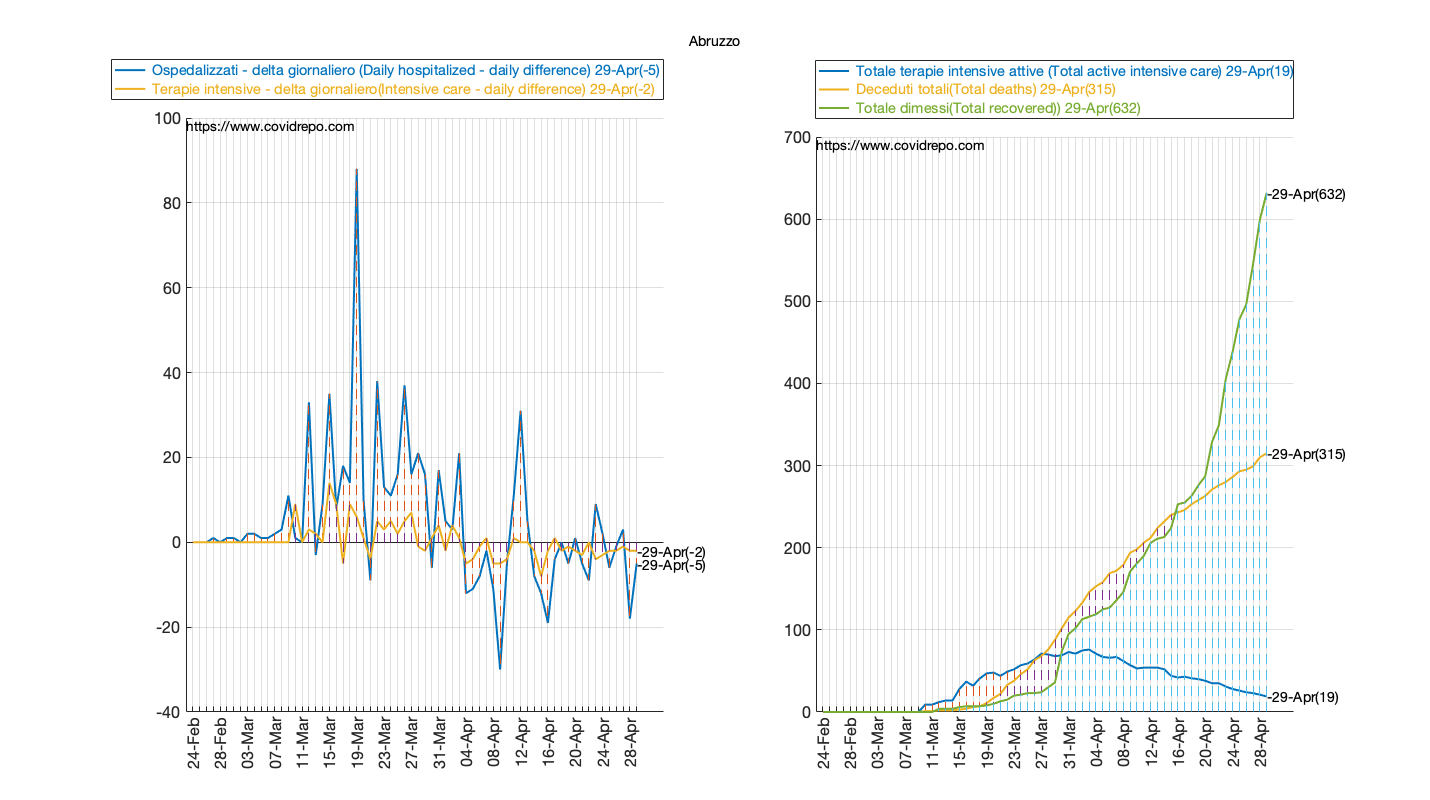 Abruzzo
Ospedalizzati - delta giornaliero (Daily hospitalized - daily difference) 29-Apr(-5)
Terapie intensive - delta giornaliero(Intensive care - daily difference) 29-Apr(-2)
https://www.covidrepo.com
100
80
60
40
20
0
-20
-40
-29-Apr(-2)
-29-Apr(-5)
24-Feb
28-Feb
03-Mar
07-Mar
11-Mar
15-Mar
19-Mar
23-Mar
27-Mar
31-Mar
04-Apr
08-Apr
12-Apr
16-Apr
20-Apr
24-Apr
28-Apr
Totale terapie intensive attive (Total active intensive care) 29-Apr(19)
Deceduti totali(Total deaths) 29-Apr(315)
Totale dimessi(Total recovered)) 29-Apr(632)
https://www.covidrepo.com
700
600
500
400
300
200
100
0
-29-Apr(632)
-29-Apr(315)
-29-Apr(19)
24-Feb
28-Feb
03-Mar
07-Mar
11-Mar
15-Mar
19-Mar
23-Mar
27-Mar
31-Mar
04-Apr
08-Apr
12-Apr
16-Apr
20-Apr
24-Apr
28-Apr